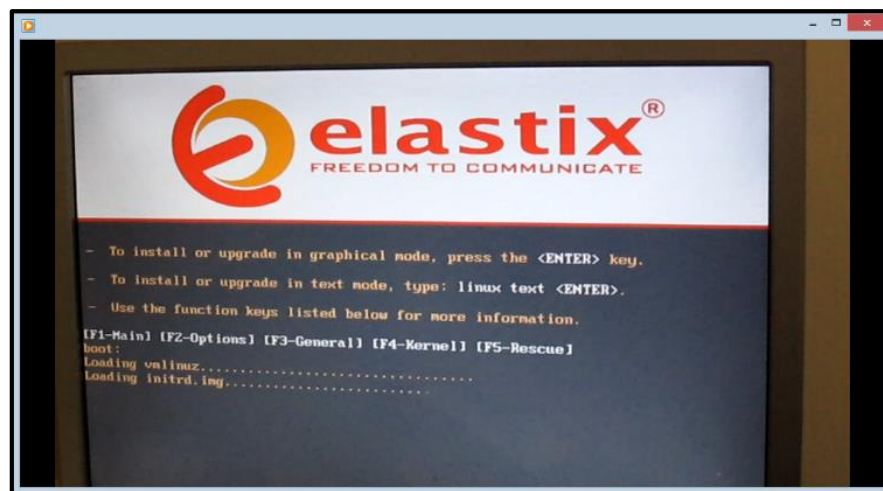 elastix®
FREEDOM TO COMMUNICATE
- To install or upgrade in graphical mode, press the <ENTER> key.
- To install or upgrade in text mode, type: linux text <ENTER>.
- Use the function keys listed below for more information.
[F1-Main] [F2-Options] [F3-General] [F4-Kernel] [F5-Rescue]
boot:
Loading vmlinuz..................................
Loading initrd.img..........................